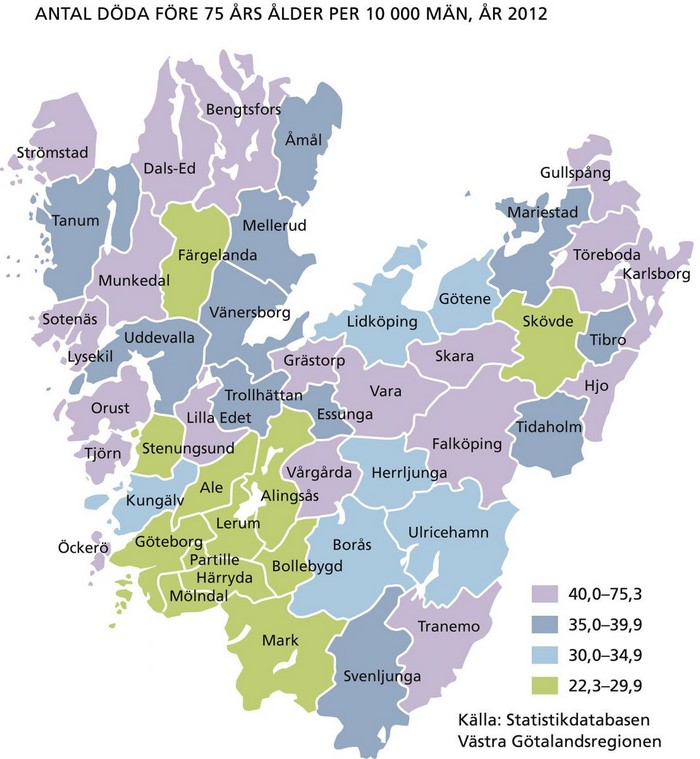 ANTAL DÖDA FÖRE 75 ÅRS ÅLDER PER 10 000 MÄN, ÅR 2012
Bengtsfors
Åmål
Strömstad
Dals-Ed
Gullspång
Tanum
Mellerud
Mariestad
Färgelanda
Töreboda
Munkedal
Karlsborg
Götene
Vänersborg
Sotenäs
Lidköping
Skövde
Uddevalla
Tibro
Lysekil
Grästorp
Skara
Hjo
Trollhättan
Vara
Orust
Lilla Edet
Essunga
Tidaholm
Stenungsund
Falköping
Tjörn
Vårgårda
Herrljunga
Ale
Alingsås
Kungälv
Lerum
Ulricehamn
Göteborg
Borås
Öckerö
Partille
Bollebygd
Härryda
Mölndal
40,0–75,3
35,0–39,9
Tranemo
Mark
30,0–34,9
Svenljunga
22,3–29,9
Källa: Statistikdatabasen
Västra Götalandsregionen